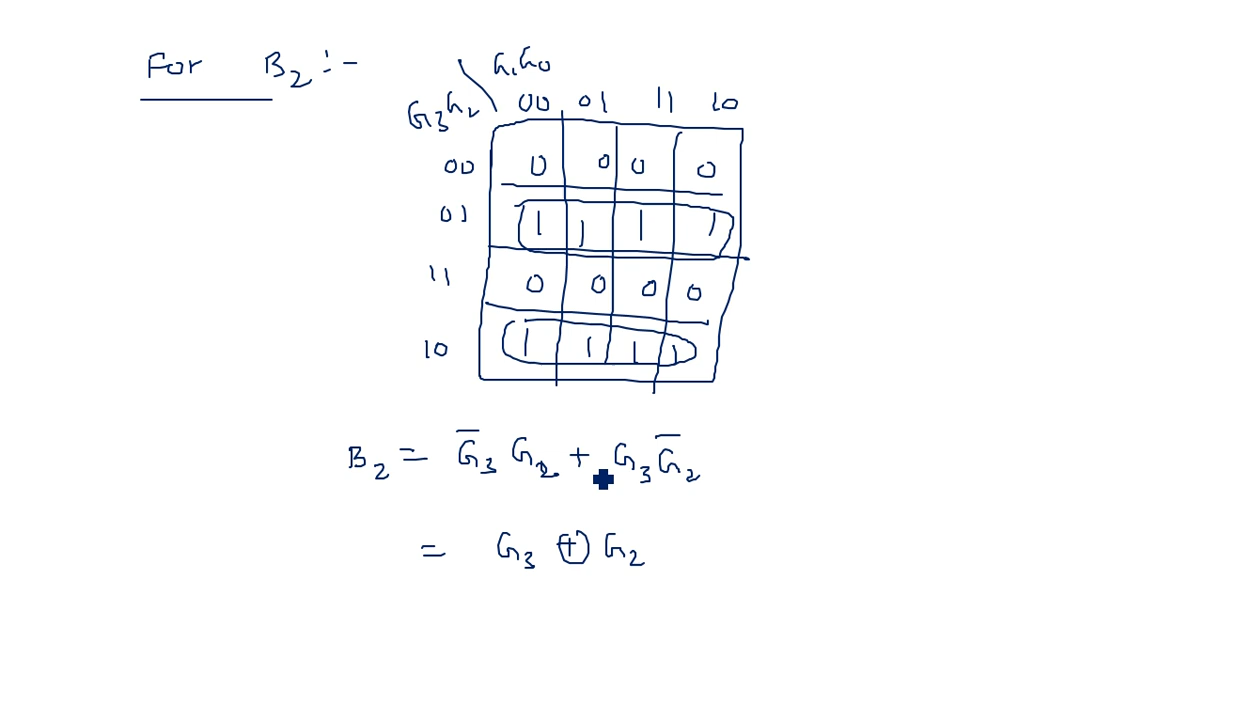 For B2 :-
G1G0
G3G2 00 01 11 10
00 0 0 0 0
01 1 1 1 1
11 0 0 0 0
10 1 1 1 1
B2 = G̅3 G2 + G3 G̅2
= G3 ⊕ G2